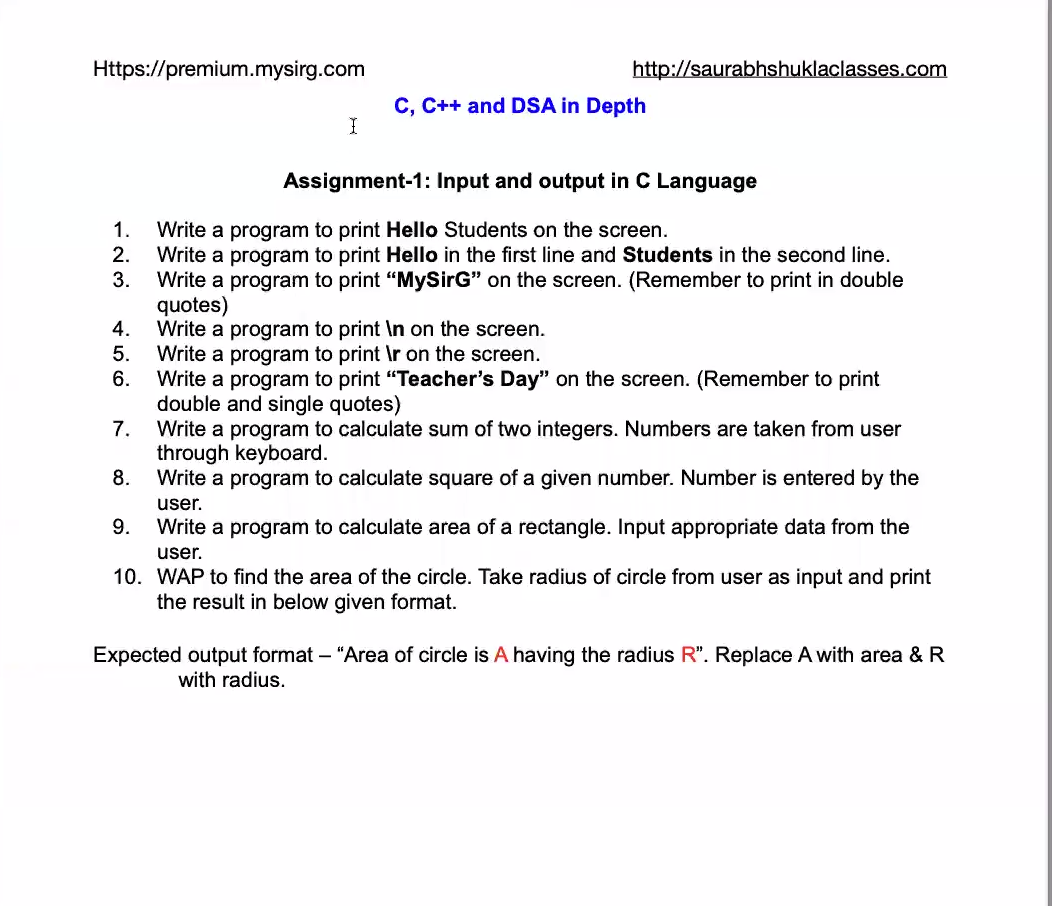 Https://premium.mysirg.com http://saurabhshuklaclasses.com
C, C++ and DSA in Depth
Assignment-1: Input and output in C Language
1. Write a program to print Hello Students on the screen.
2. Write a program to print Hello in the first line and Students in the second line.
3. Write a program to print “MySirG” on the screen. (Remember to print in double
quotes)
4. Write a program to print \n on the screen.
5. Write a program to print \r on the screen.
6. Write a program to print “Teacher’s Day” on the screen. (Remember to print
double and single quotes)
7. Write a program to calculate sum of two integers. Numbers are taken from user
through keyboard.
8. Write a program to calculate square of a given number. Number is entered by the
user.
9. Write a program to calculate area of a rectangle. Input appropriate data from the
user.
10. WAP to find the area of the circle. Take radius of circle from user as input and print
the result in below given format.
Expected output format – “Area of circle is A having the radius R”. Replace A with area & R
with radius.